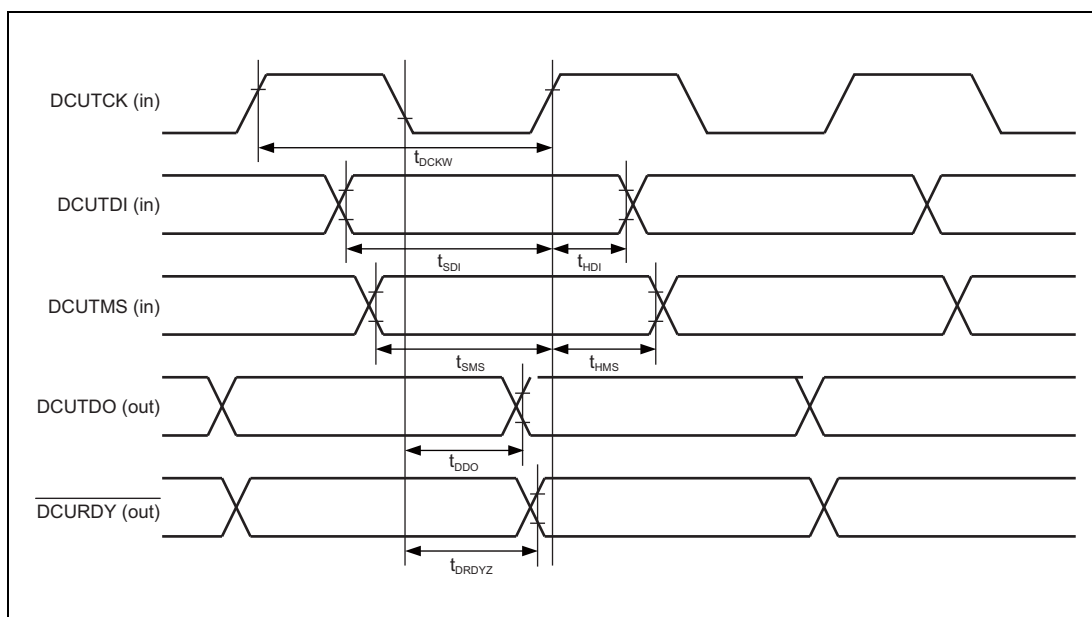 DCUTCK (in)
tDCKW
DCUTDI (in)
tSDI
tHDI
DCUTMS (in)
tSMS
tHMS
DCUTDO (out)
tDDO
DCURDY (out)
tDRDYZ